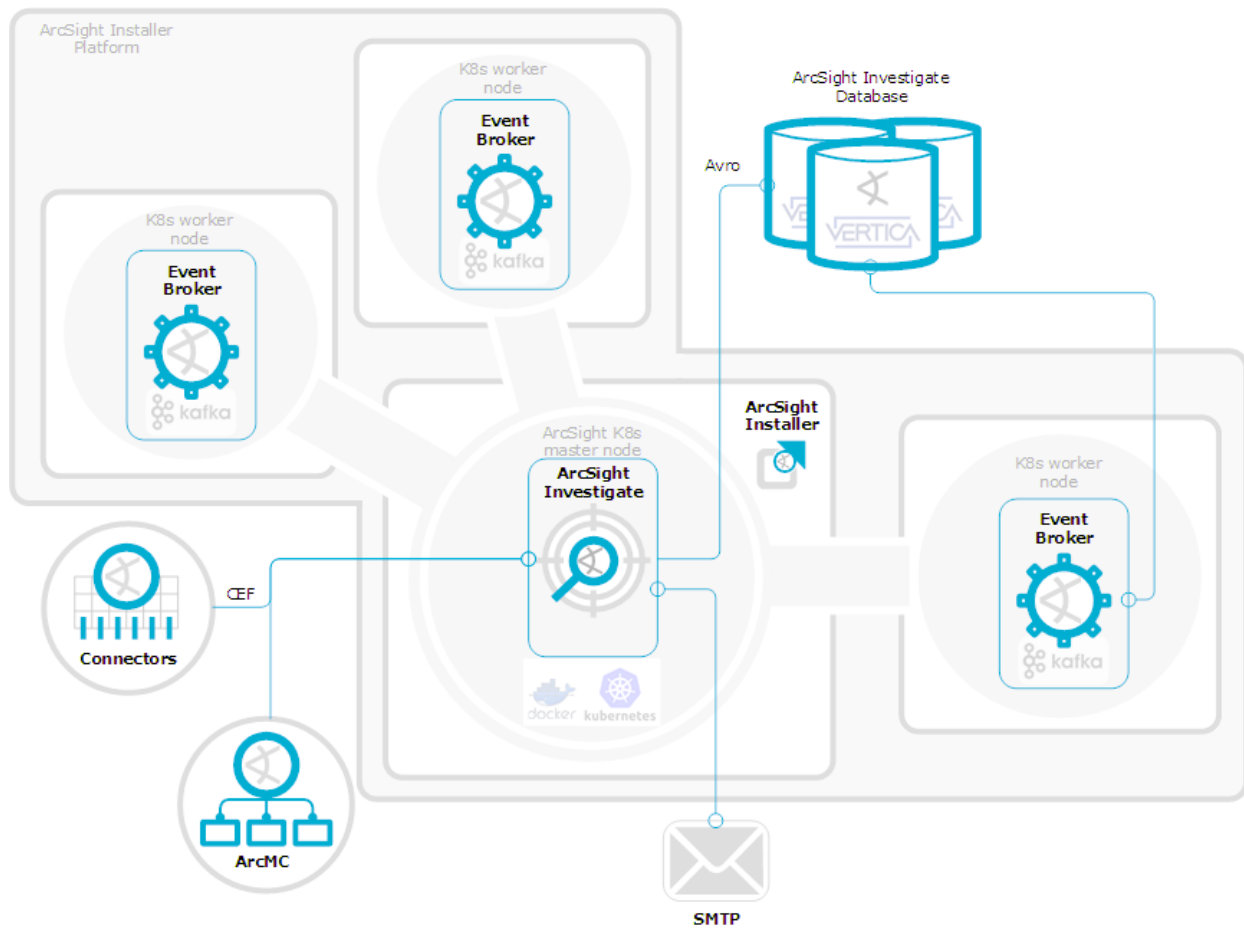 ArcSight Installer
Platform
K8s worker
node
Event
Broker
kafka
K8s worker
node
Event
Broker
kafka
ArcSight Investigate
Database
Avro
VERTICA
ArcSight
Installer
ArcSight K8s
master node
ArcSight
Investigate
docker
kubernetes
K8s worker
node
Event
Broker
kafka
CEF
Connectors
ArcMC
SMTP